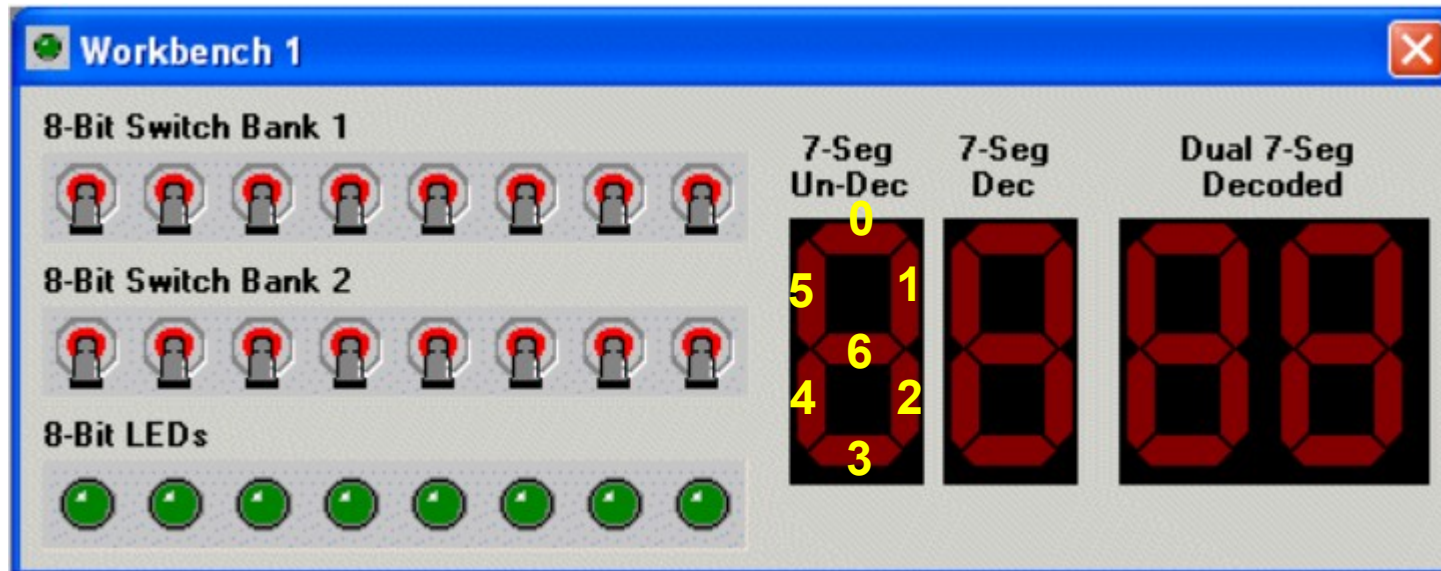 Workbench 1
8-Bit Switch Bank 1
8-Bit Switch Bank 2
8-Bit LEDs
7-Seg
Un-Dec
7-Seg
Dec
Dual 7-Seg
Decoded
0
5
1
6
4
2
3